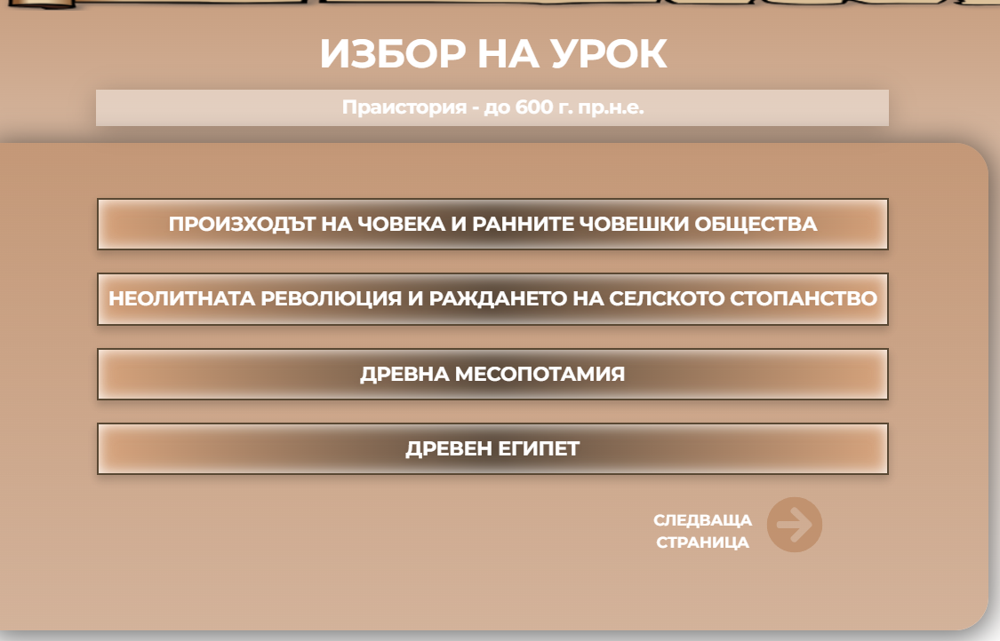 ИЗБОР НА УРОК
Праистория - до 600 г. пр.н.е.
ПРОИЗХОДЪТ НА ЧОВЕКА И РАННИТЕ ЧОВЕШКИ ОБЩЕСТВА
НЕОЛИТНАТА РЕВОЛЮЦИЯ И РАЖДАНЕТО НА СЕЛСКОТО СТОПАНСТВО
ДРЕВНА МЕСОПОТАМИЯ
ДРЕВЕН ЕГИПЕТ
СЛЕДВАЩА
СТРАНИЦА